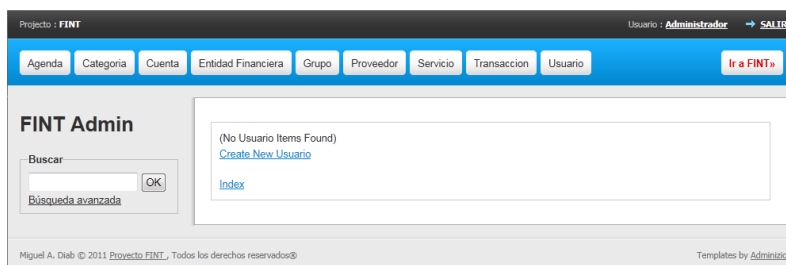 Projecto : FINT
Usuario : Administrador
SALIR
Agenda
Categoria
Cuenta
Entidad Financiera
Grupo
Proveedor
Servicio
Transaccion
Usuario
Ir a FINT»
FINT Admin
Buscar
OK
Búsqueda avanzada
(No Usuario Items Found)
Create New Usuario
Index
Miguel A. Diab © 2011 Proyecto FINT , Todos los derechos reservados®
Templates by Adminizio